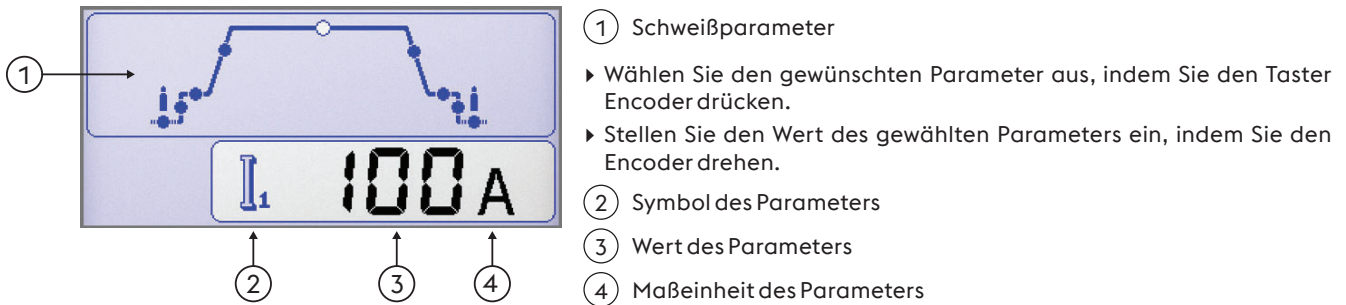 1
I1 100 A
2 3 4
1 Schweißparameter
▸ Wählen Sie den gewünschten Parameter aus, indem Sie den Taster
Encoder drücken.
▸ Stellen Sie den Wert des gewählten Parameters ein, indem Sie den
Encoder drehen.
2 Symbol des Parameters
3 Wert des Parameters
4 Maßeinheit des Parameters